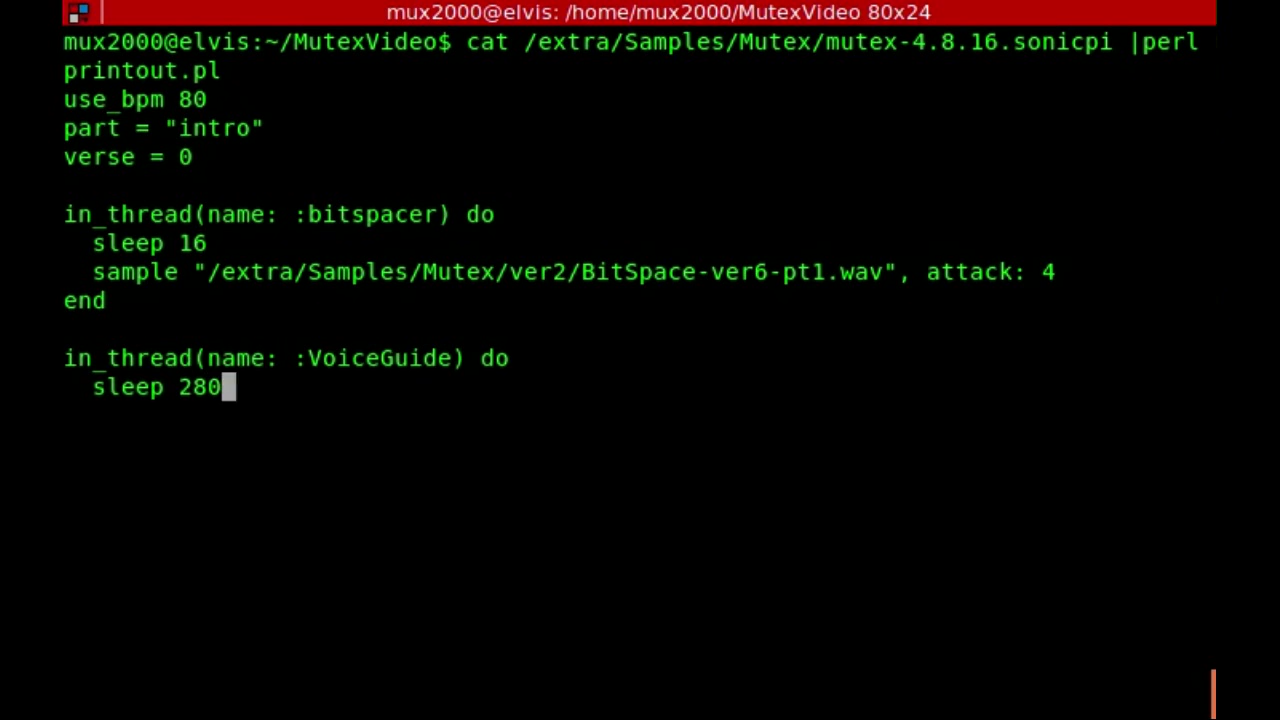 mux2000@elvis: /home/mux2000/MutexVideo 80x24
mux2000@elvis:~/MutexVideo$ cat /extra/Samples/Mutex/mutex-4.8.16.sonicpi |perl
printout.pl
use_bpm 80
part = "intro"
verse = 0

in_thread(name: :bitspacer) do
  sleep 16
  sample "/extra/Samples/Mutex/ver2/BitSpace-ver6-pt1.wav", attack: 4
end

in_thread(name: :VoiceGuide) do
  sleep 280